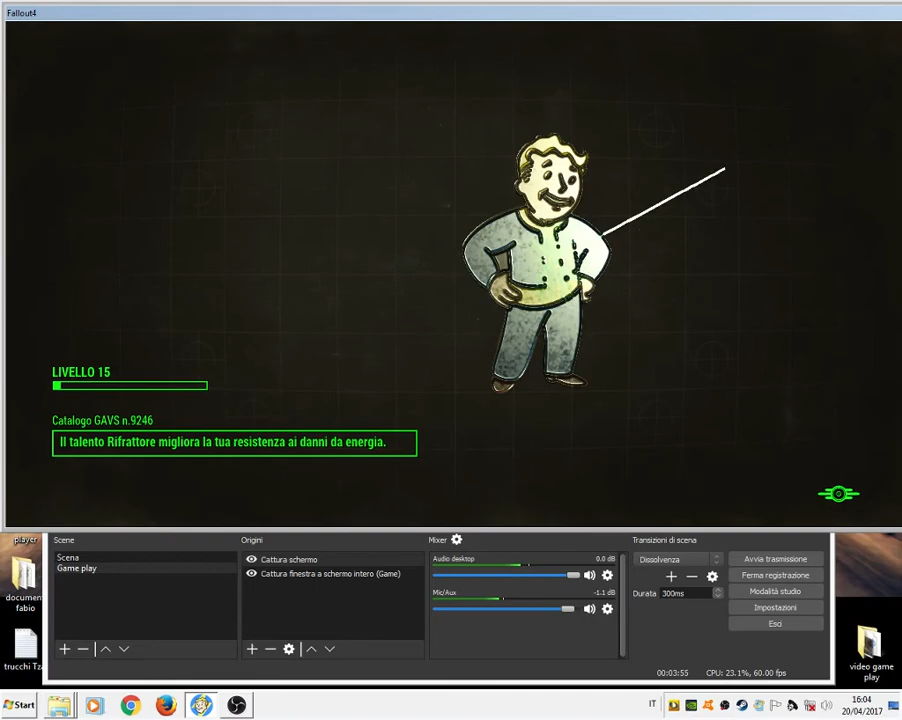 Fallout4
LIVELLO 15
Catalogo GAVS n.9246
Il talento Rifrattore migliora la tua resistenza ai danni da energia.
player
documen
fabio
trucchi Tz
Scene
Scena
Game play
Origini
Cattura schermo
Cattura finestra a schermo intero (Game)
Mixer
Audio desktop
0.0 dB
Mic/Aux
-1.1 dB
Transizioni di scena
Dissolvenza
Durata
300ms
Avvia trasmissione
Ferma registrazione
Modalità studio
Impostazioni
Esci
00:03:55
CPU: 23.1%, 60.00 fps
video game
play
Start
IT
16:04
20/04/2017